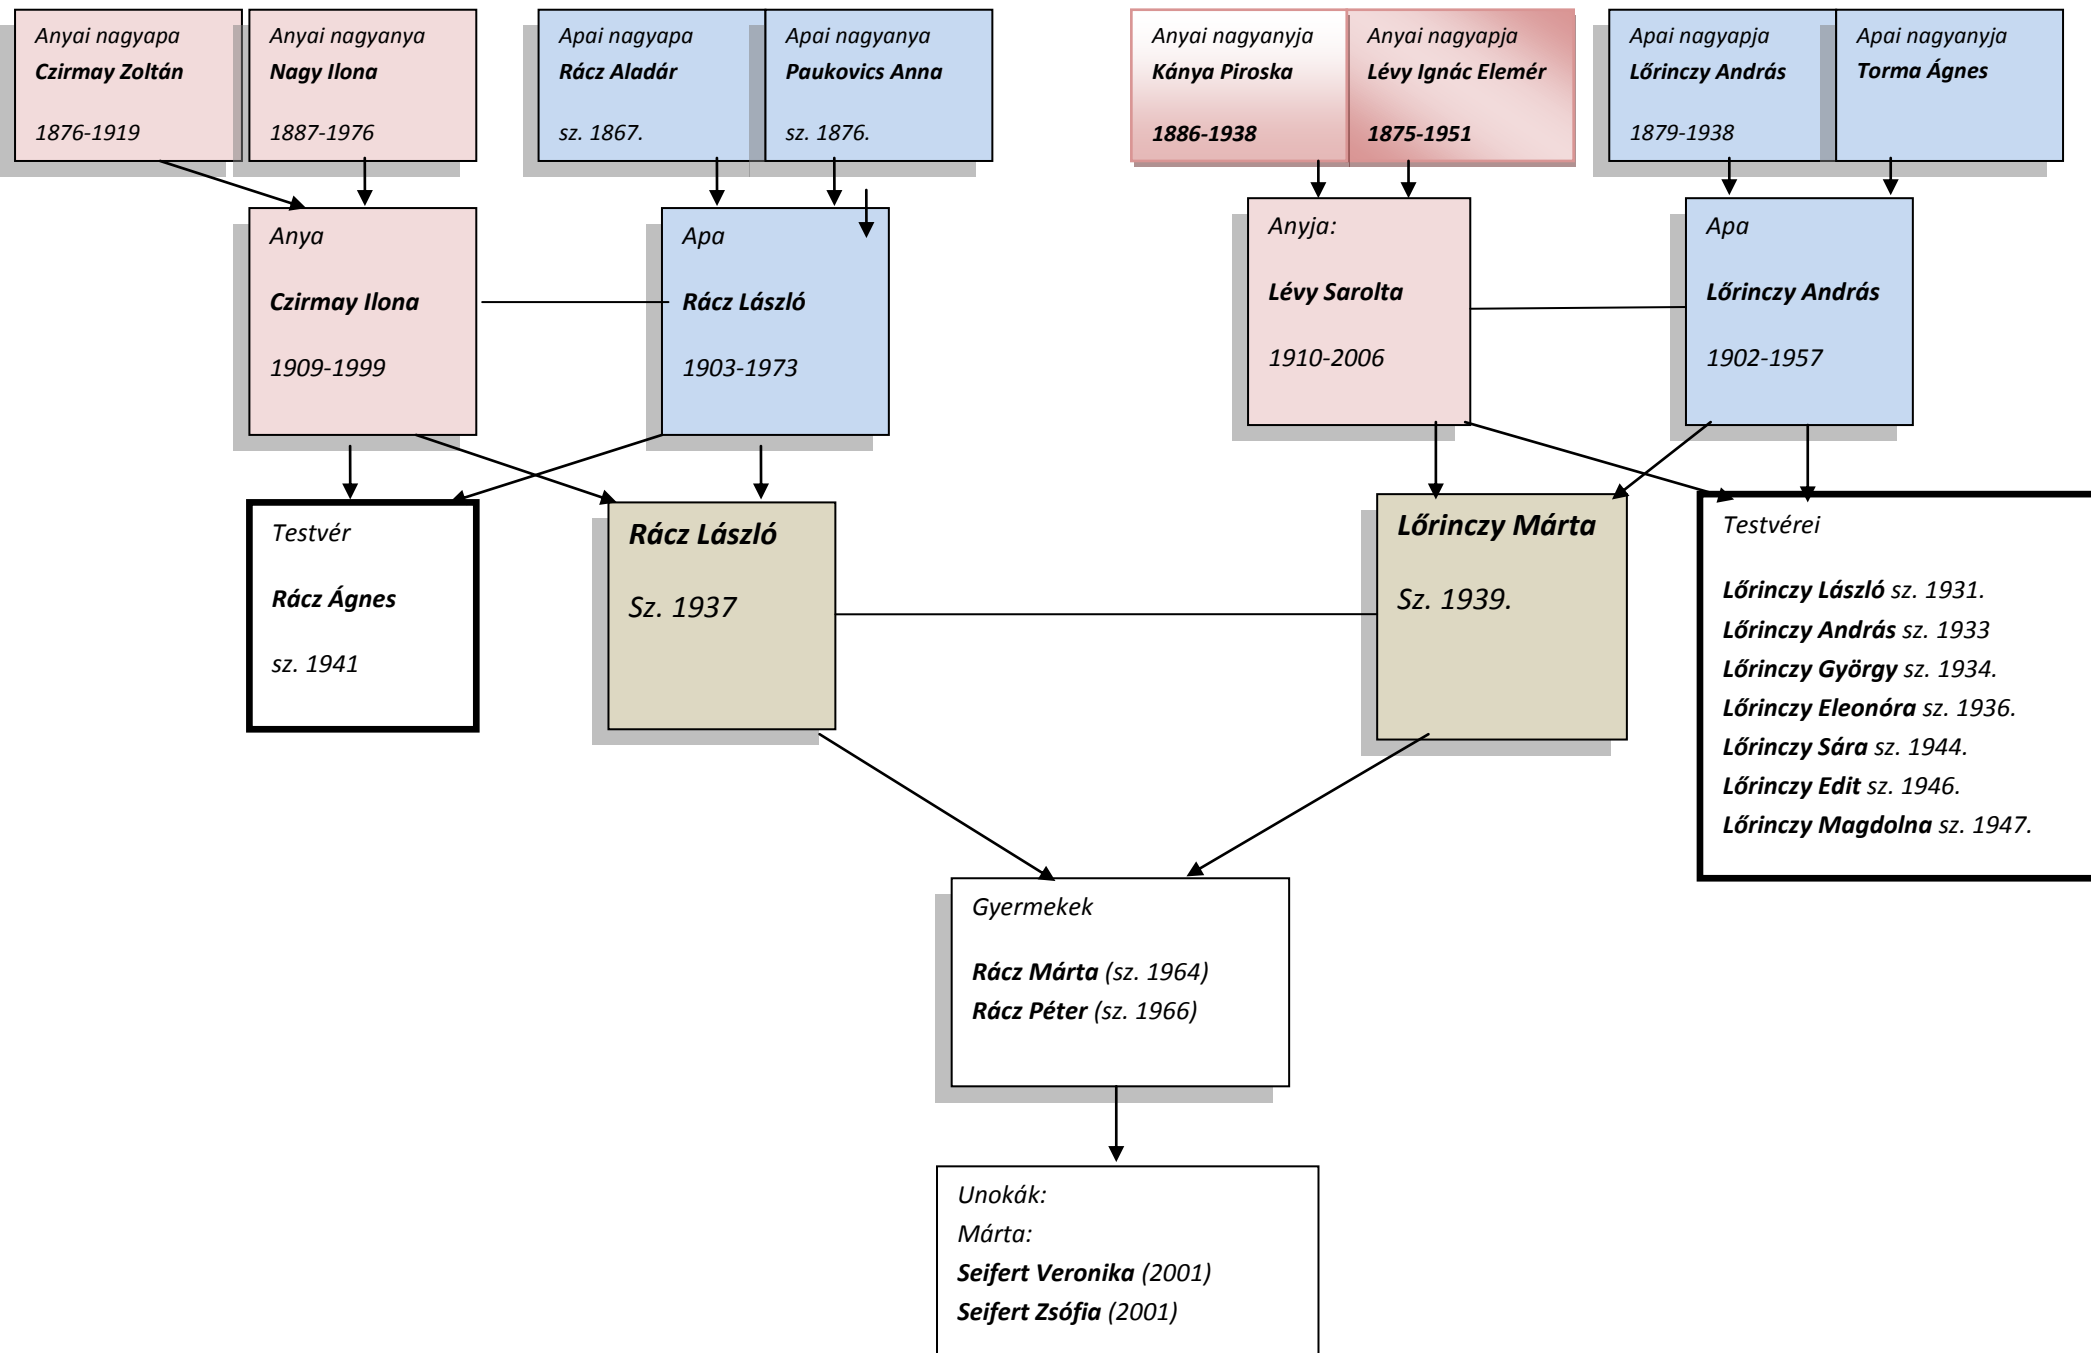 Anyai nagyapa
Czirmay Zoltán
1876-1919
Anyai nagyanya
Nagy Ilona
1887-1976
Apai nagyapa
Rácz Aladár
sz. 1867.
Apai nagyanya
Paukovics Anna
sz. 1876.
Anyai nagyanyja
Kánya Piroska
1886-1938
Anyai nagyapja
Lévy Ignác Elemér
1875-1951
Apai nagyapja
Lőrinczy András
1879-1938
Apai nagyanyja
Torma Ágnes
Anya
Czirmay Ilona
1909-1999
Apa
Rácz László
1903-1973
Anyja:
Lévy Sarolta
1910-2006
Apa
Lőrinczy András
1902-1957
Testvér
Rácz Ágnes
sz. 1941
Rácz László
Sz. 1937
Lőrinczy Márta
Sz. 1939.
Testvérei
Lőrinczy László sz. 1931.
Lőrinczy András sz. 1933
Lőrinczy György sz. 1934.
Lőrinczy Eleonóra sz. 1936.
Lőrinczy Sára sz. 1944.
Lőrinczy Edit sz. 1946.
Lőrinczy Magdolna sz. 1947.
Gyermekek
Rácz Márta (sz. 1964)
Rácz Péter (sz. 1966)
Unokák:
Márta:
Seifert Veronika (2001)
Seifert Zsófia (2001)